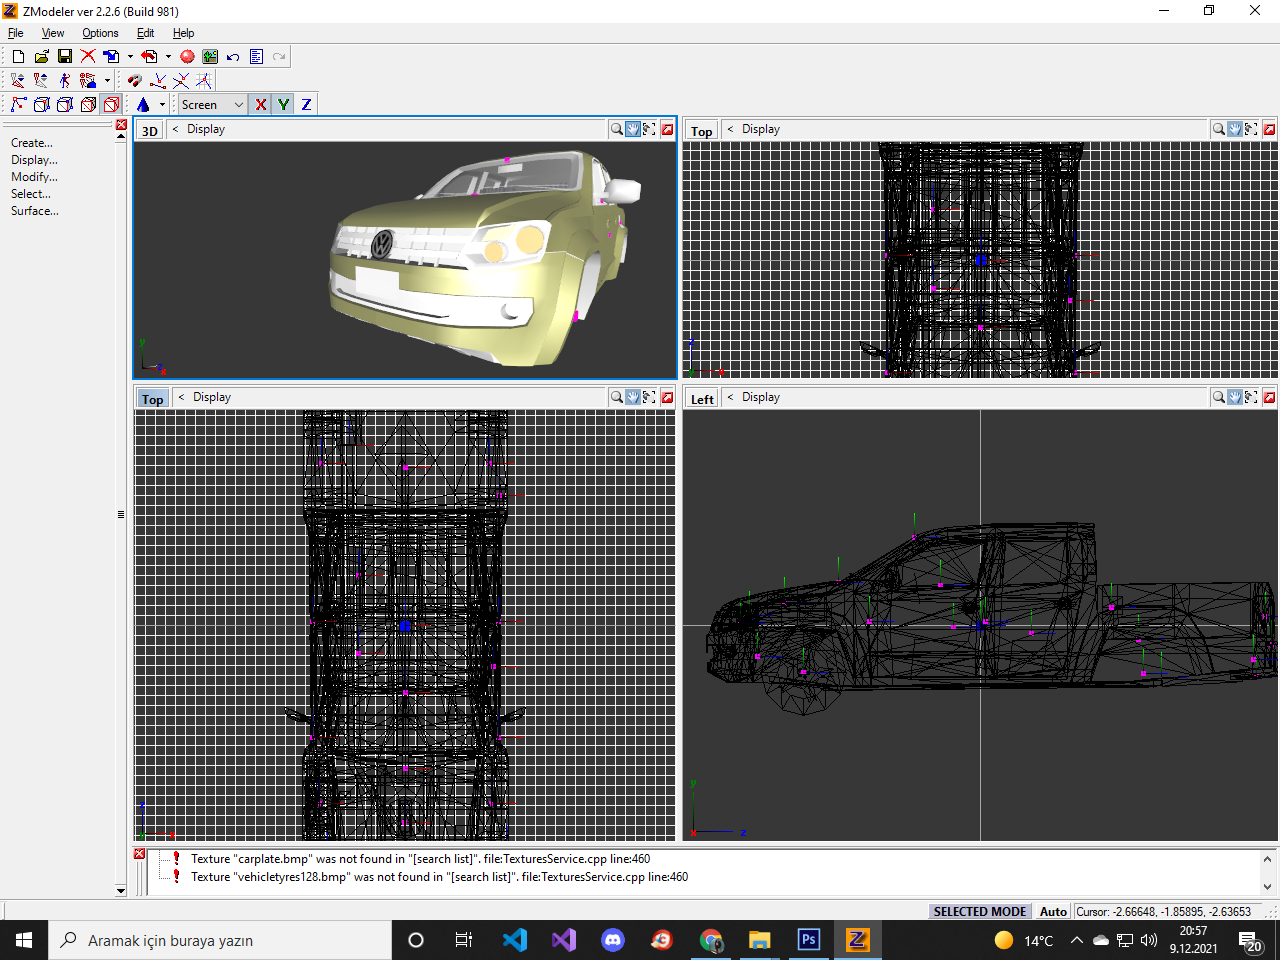 ZModeler ver 2.2.6 (Build 981)
File View Options Edit Help
Screen X Y Z
Create...
Display...
Modify...
Select...
Surface...
3D < Display
Top < Display
Top < Display
Left < Display
y
x
z
x
z
x
y
x
z
Texture "carplate.bmp" was not found in "[search list]". file:TexturesService.cpp line:460
Texture "vehicletyres128.bmp" was not found in "[search list]". file:TexturesService.cpp line:460
SELECTED MODE Auto Cursor: -2.66648, -1.85895, -2.63653
Aramak için buraya yazın
Ps
Z
14°C
20:57
9.12.2021
20